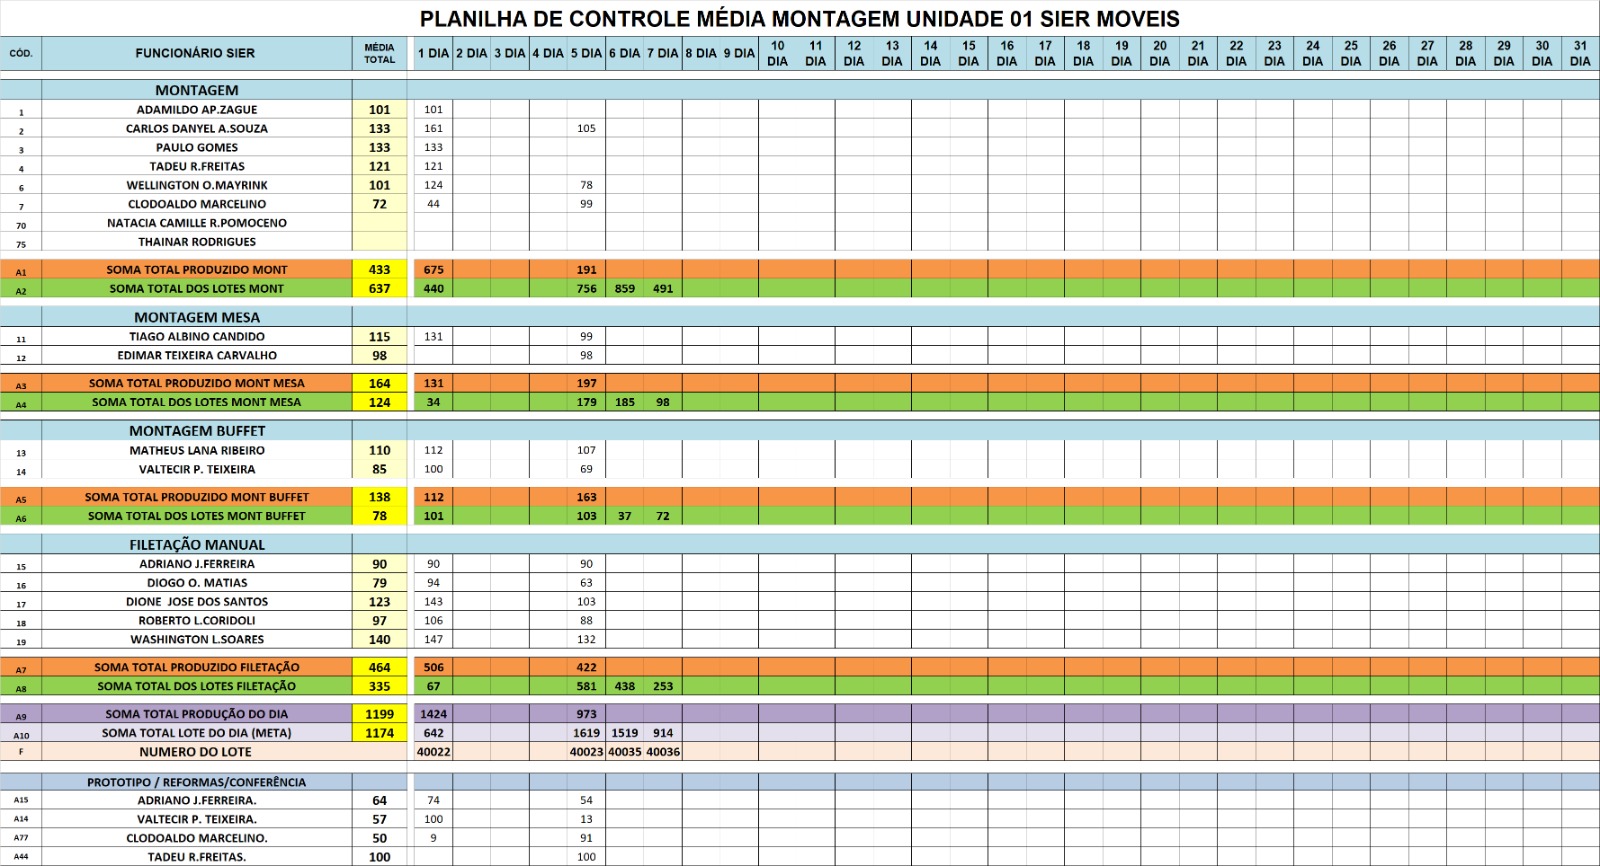 PLANILHA DE CONTROLE MÉDIA MONTAGEM UNIDADE 01 SIER MOVEIS
CÓD. FUNCIONÁRIO SIER MÉDIA TOTAL 1 DIA 2 DIA 3 DIA 4 DIA 5 DIA 6 DIA 7 DIA 8 DIA 9 DIA 10 DIA 11 DIA 12 DIA 13 DIA 14 DIA 15 DIA 16 DIA 17 DIA 18 DIA 19 DIA 20 DIA 21 DIA 22 DIA 23 DIA 24 DIA 25 DIA 26 DIA 27 DIA 28 DIA 29 DIA 30 DIA 31 DIA
MONTAGEM
1 ADAMILDO AP.ZAGUE 101 101
2 CARLOS DANYEL A.SOUZA 133 161 105
3 PAULO GOMES 133 133
4 TADEU R.FREITAS 121 121
6 WELLINGTON O.MAYRINK 101 124 78
7 CLODOALDO MARCELINO 72 44 99
70 NATACIA CAMILLE R.POMOCENO
75 THAINAR RODRIGUES
A1 SOMA TOTAL PRODUZIDO MONT 433 675 191
A2 SOMA TOTAL DOS LOTES MONT 637 440 756 859 491
MONTAGEM MESA
11 TIAGO ALBINO CANDIDO 115 131 99
12 EDIMAR TEIXEIRA CARVALHO 98 98
A3 SOMA TOTAL PRODUZIDO MONT MESA 164 131 197
A4 SOMA TOTAL DOS LOTES MONT MESA 124 34 179 185 98
MONTAGEM BUFFET
13 MATHEUS LANA RIBEIRO 110 112 107
14 VALTECIR P. TEIXEIRA 85 100 69
A5 SOMA TOTAL PRODUZIDO MONT BUFFET 138 112 163
A6 SOMA TOTAL DOS LOTES MONT BUFFET 78 101 103 37 72
FILETAÇÃO MANUAL
15 ADRIANO J.FERREIRA 90 90 90
16 DIOGO O. MATIAS 79 94 63
17 DIONE JOSE DOS SANTOS 123 143 103
18 ROBERTO L.CORIDOLI 97 106 88
19 WASHINGTON L.SOARES 140 147 132
A7 SOMA TOTAL PRODUZIDO FILETAÇÃO 464 506 422
A8 SOMA TOTAL DOS LOTES FILETAÇÃO 335 67 581 438 253
A9 SOMA TOTAL PRODUÇÃO DO DIA 1199 1424 973
A10 SOMA TOTAL LOTE DO DIA (META) 1174 642 1619 1519 914
F NUMERO DO LOTE 40022 40023 40035 40036
PROTOTIPO / REFORMAS/CONFERÊNCIA
A15 ADRIANO J.FERREIRA. 64 74 54
A14 VALTECIR P. TEIXEIRA. 57 100 13
A77 CLODOALDO MARCELINO. 50 9 91
A44 TADEU R.FREITAS. 100 100